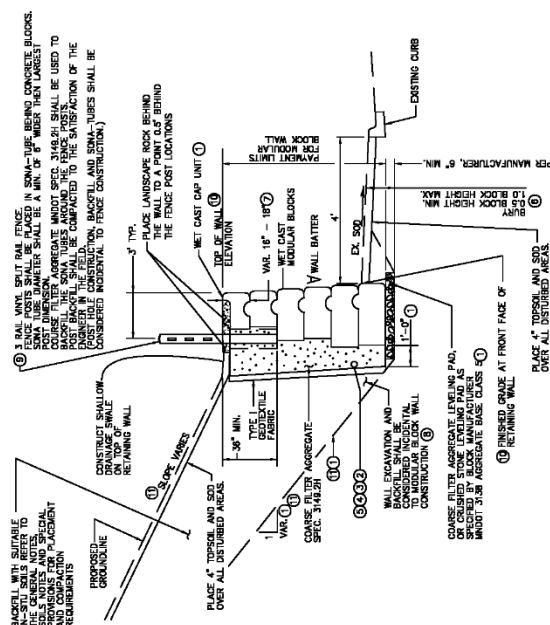 ⑨ 3 RAIL VINYL SPLIT RAIL FENCE
FENCE POSTS SHALL BE PLACED IN SONA-TUBE BEHIND CONCRETE BLOCKS.
SONA TUBE DIAMETER SHALL BE A MIN. OF 6" WIDER THEN LARGEST
POST DIMENSION.
COURSE FILTER AGGREGATE MNDOT SPEC. 3149.2H SHALL BE USED TO
BACKFILL THE SONA TUBES AROUND THE FENCE POSTS.
POST BACKFILL SHALL BE COMPACTED TO THE SATISFACTION OF THE
ENGINEER IN THE FIELD.
(POST HOLE CONSTRUCTION, BACKFILL AND SONA-TUBES SHALL BE
CONSIDERED INCIDENTAL TO FENCE CONSTRUCTION.)
BACKFILL WITH SUITABLE
IN-SITU SOILS REFER TO
THE GENERAL NOTES,
SOILS NOTES AND SPECIAL
PROVISIONS FOR PLACEMENT
AND COMPACTION
REQUIREMENTS
PROPOSED
GROUNDLINE
⑪ SLOPE VARIES
CONSTRUCT SHALLOW
DRAINAGE SWALE
ON TOP OF
RETAINING WALL
3' TYP.
PLACE LANDSCAPE ROCK BEHIND
THE WALL TO A POINT 0.5' BEHIND
THE FENCE POST LOCATIONS
WET CAST CAP UNIT ①
TOP OF WALL ⑩
ELEVATION
PAYMENT LIMITS
FOR MODULAR
BLOCK WALL
VAR. 16" - 18" ⑦
WET CAST
MODULAR BLOCKS
WALL BATTER
4'
EX. SOD
EXISTING CURB
PER MANUFACTURER, 6" MIN.
BURY ⑥
0.5 BLOCK HEIGHT MIN.
1.0 BLOCK HEIGHT MAX.
PLACE 4" TOPSOIL AND SOD
OVER ALL DISTURBED AREAS.
36" MIN.
TYPE I
GEOTEXTILE
FABRIC
PLACE 4" TOPSOIL AND SOD
OVER ALL DISTURBED AREAS.
1
VAR. ① ⑪
COARSE FILTER AGGREGATE
SPEC. 3149.2H
⑪ ①
1'-0" ①
⑤ ④ ③ ②
WALL EXCAVATION AND
BACKFILL SHALL BE
CONSIDERED INCIDENTAL
TO MODULAR BLOCK WALL
CONSTRUCTION ⑧
COARSE FILTER AGGREGATE LEVELING PAD,
OR CRUSHED STONE LEVELING PAD AS
SPECIFIED BY BLOCK MANUFACTURER
MNDOT 3138 AGGREGATE BASE CLASS 5 ①
⑩ FINISHED GRADE AT FRONT FACE OF
RETAINING WALL